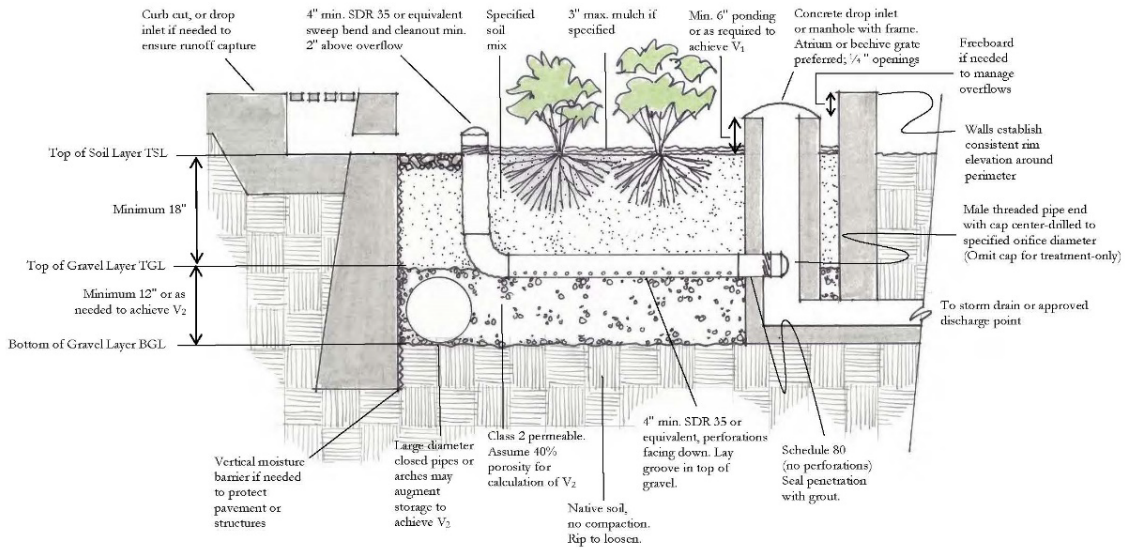 Curb cut, or drop
inlet if needed to
ensure runoff capture
4" min. SDR 35 or equivalent
sweep bend and cleanout min.
2" above overflow
Specified
soil
mix
3" max. mulch if
specified
Min. 6" ponding
or as required to
achieve V₁
Concrete drop inlet
or manhole with frame.
Atrium or beehive grate
preferred; ¼" openings
Freeboard
if needed
to manage
overflows
Walls establish
consistent rim
elevation around
perimeter
Top of Soil Layer TSL
Minimum 18"
Male threaded pipe end
with cap center-drilled to
specified orifice diameter
(Omit cap for treatment-only)
Top of Gravel Layer TGL
Minimum 12" or as
needed to achieve V₂
To storm drain or approved
discharge point
Bottom of Gravel Layer BGL
Vertical moisture
barrier if needed
to protect
pavement or
structures
Large diameter
closed pipes or
arches may
augment
storage to
achieve V₂
Class 2 permeable.
Assume 40%
porosity for
calculation of V₂
Native soil,
no compaction.
Rip to loosen.
4" min. SDR 35 or
equivalent, perforations
facing down. Lay
groove in top of
gravel.
Schedule 80
(no perforations)
Seal penetration
with grout.